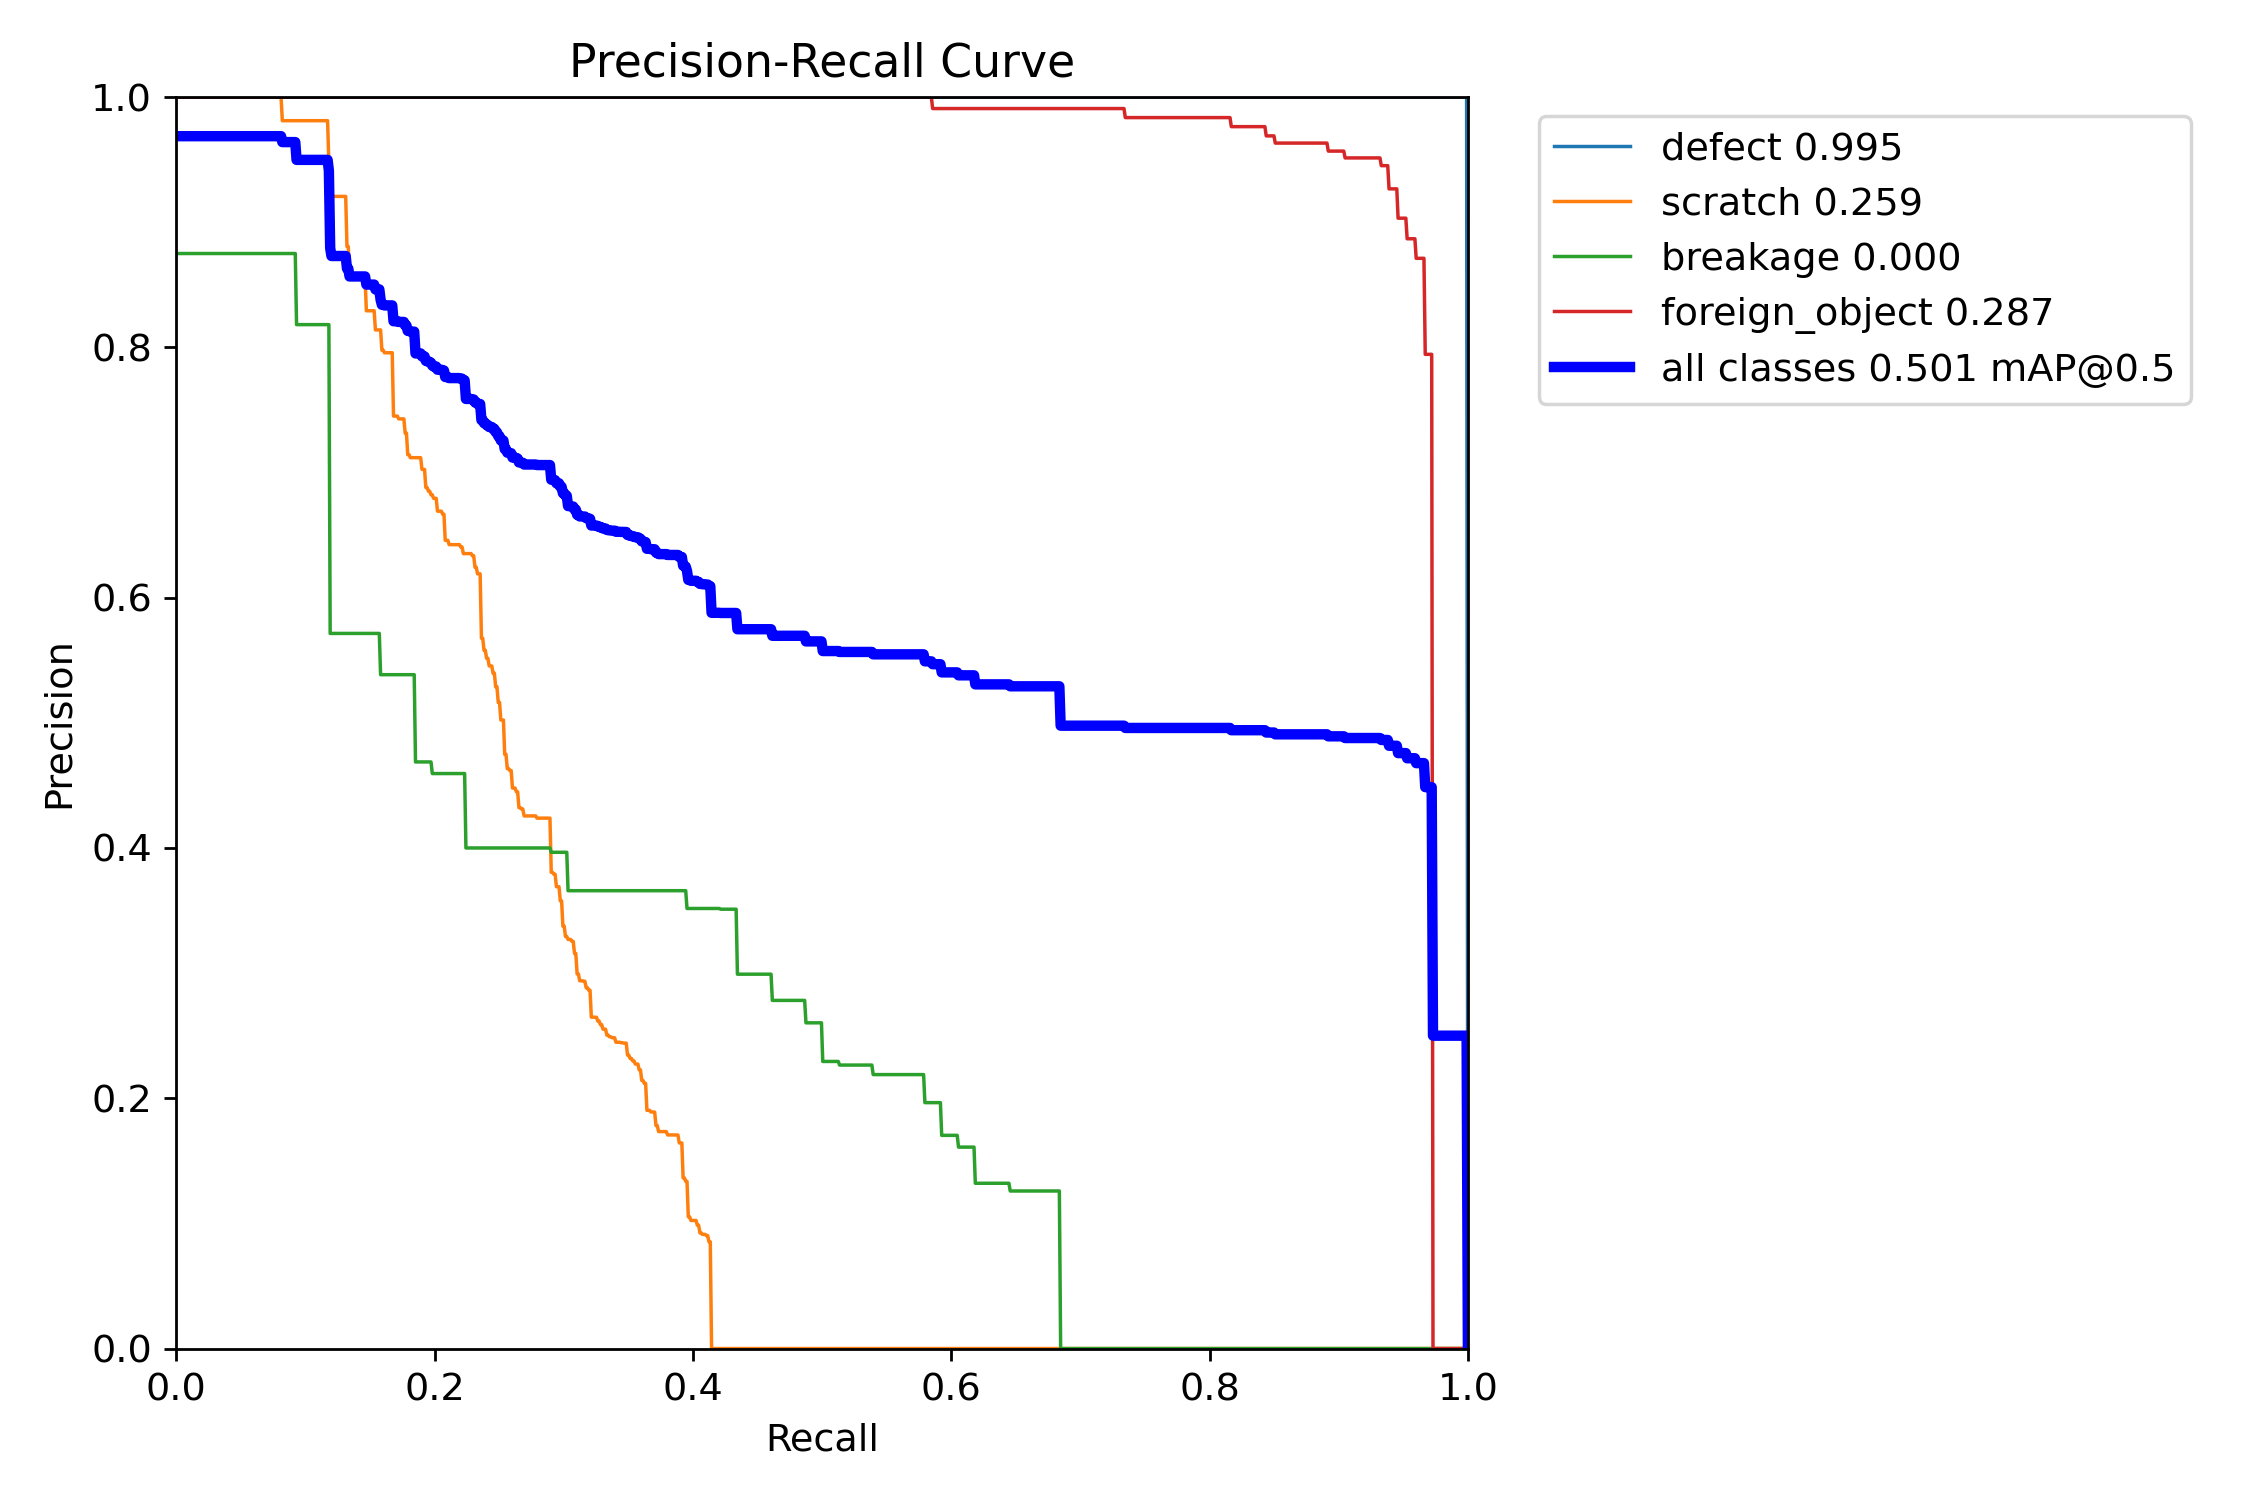 Precision-Recall Curve
1.0
0.8
0.6
0.4
0.2
0.0
Precision
0.0 0.2 0.4 0.6 0.8 1.0
Recall
defect 0.995
scratch 0.259
breakage 0.000
foreign_object 0.287
all classes 0.501 mAP@0.5